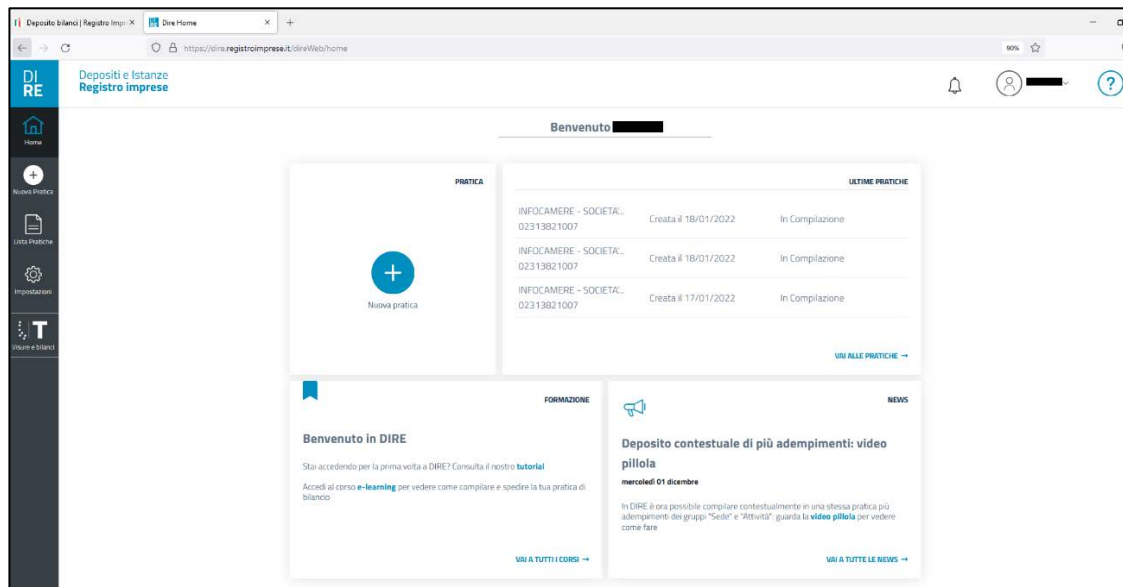 Deposito bilanci | Registro Impr
Dire Home
https://dire.registroimprese.it/direWeb/home
90%
DI
RE
Depositi e Istanze
Registro imprese
?
Home
Nuova Pratica
Lista Pratiche
Impostazioni
T
Visure e bilanci
Benvenuto
PRATICA
Nuova pratica
ULTIME PRATICHE
INFOCAMERE - SOCIETA'... Creata il 18/01/2022 In Compilazione
02313821007
INFOCAMERE - SOCIETA'... Creata il 18/01/2022 In Compilazione
02313821007
INFOCAMERE - SOCIETA'... Creata il 17/01/2022 In Compilazione
02313821007
VAI ALLE PRATICHE →
FORMAZIONE
Benvenuto in DIRE
Stai accedendo per la prima volta a DIRE? Consulta il nostro tutorial
Accedi al corso e-learning per vedere come compilare e spedire la tua pratica di
bilancio
VAI A TUTTI I CORSI →
NEWS
Deposito contestuale di più adempimenti: video
pillola
mercoledì 01 dicembre
In DIRE è ora possibile compilare contestualmente in una stessa pratica più
adempimenti dei gruppi "Sede" e "Attività": guarda la video pillola per vedere
come fare
VAI A TUTTE LE NEWS →